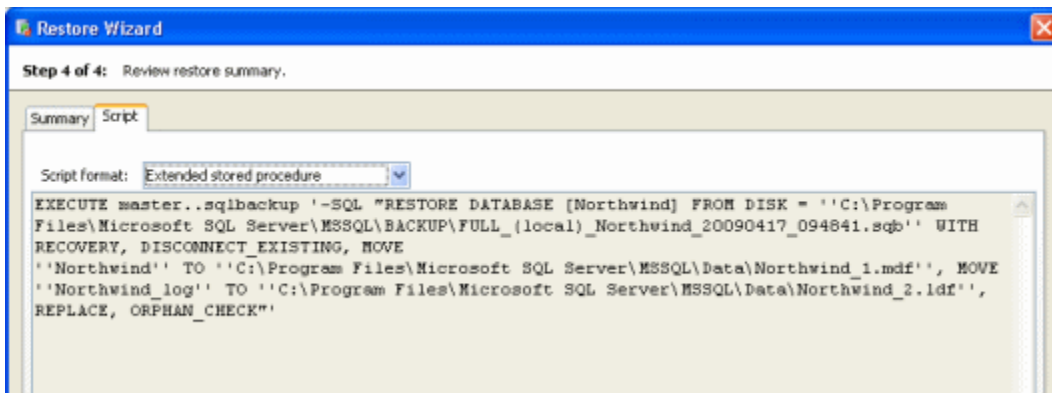 Restore Wizard
Step 4 of 4: Review restore summary.
Summary Script
Script format: Extended stored procedure
EXECUTE master..sqlbackup '-SQL "RESTORE DATABASE [Northwind] FROM DISK = ''C:\Program
Files\Microsoft SQL Server\MSSQL\BACKUP\FULL_(local)_Northwind_20090417_094841.sqb'' WITH
RECOVERY, DISCONNECT_EXISTING, MOVE
''Northwind'' TO ''C:\Program Files\Microsoft SQL Server\MSSQL\Data\Northwind_1.mdf'', MOVE
''Northwind_log'' TO ''C:\Program Files\Microsoft SQL Server\MSSQL\Data\Northwind_2.ldf'',
REPLACE, ORPHAN_CHECK"'